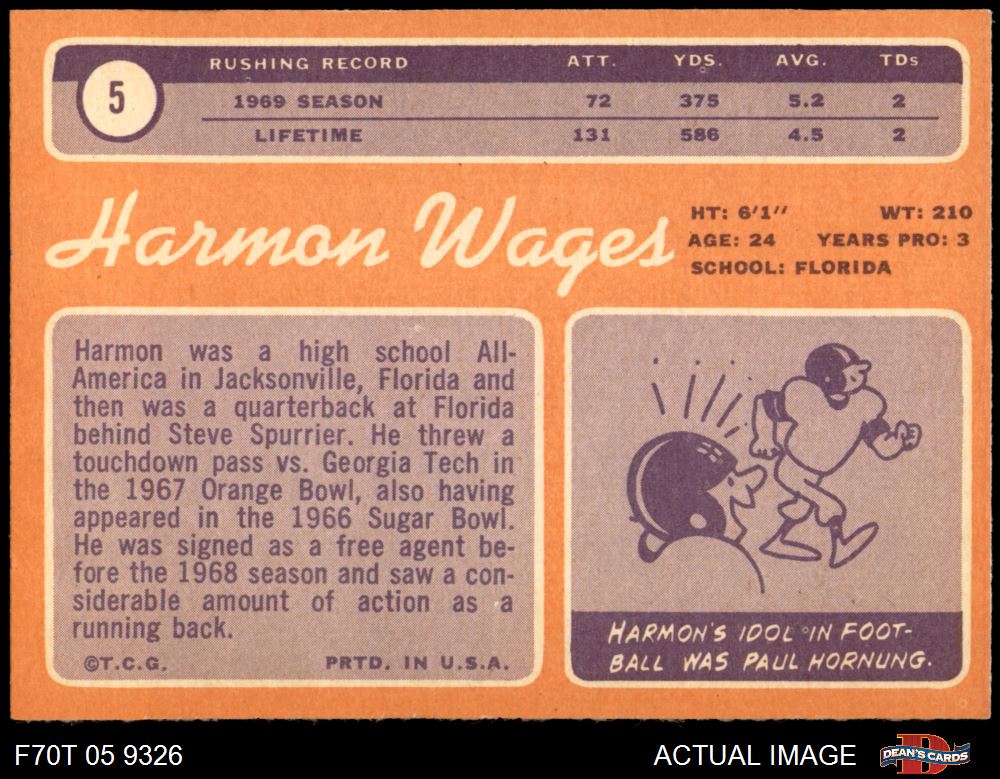 RUSHING RECORD ATT. YDS. AVG. TDs
5
1969 SEASON 72 375 5.2 2
LIFETIME 131 586 4.5 2
Harmon Wages
HT: 6'1" WT: 210
AGE: 24 YEARS PRO: 3
SCHOOL: FLORIDA
Harmon was a high school All-
America in Jacksonville, Florida and
then was a quarterback at Florida
behind Steve Spurrier. He threw a
touchdown pass vs. Georgia Tech in
the 1967 Orange Bowl, also having
appeared in the 1966 Sugar Bowl.
He was signed as a free agent be-
fore the 1968 season and saw a con-
siderable amount of action as a
running back.
©T.C.G. PRTD. IN U.S.A.
HARMON'S IDOL IN FOOT-
BALL WAS PAUL HORNUNG.
F70T 05 9326 ACTUAL IMAGE DEAN'S CARDS